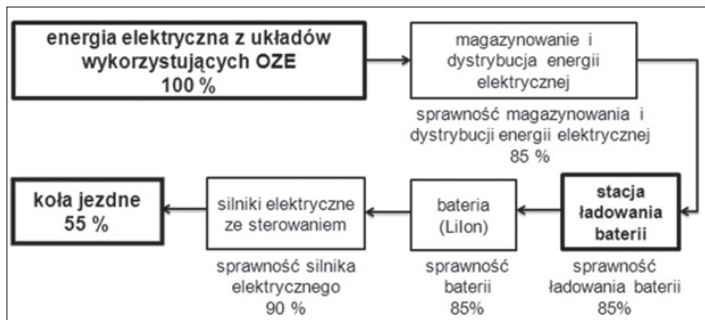 energia elektryczna z układów
wykorzystujących OZE
100 %
magazynowanie i
dystrybucja energii
elektrycznej
sprawność magazynowania i
dystrybucji energii elektrycznej
85 %
stacja
ładowania
baterii
sprawność
ładowania baterii
85%
bateria
(LiIon)
sprawność
baterii
85%
silniki elektryczne
ze sterowaniem
sprawność silnika
elektrycznego
90 %
koła jezdne
55 %